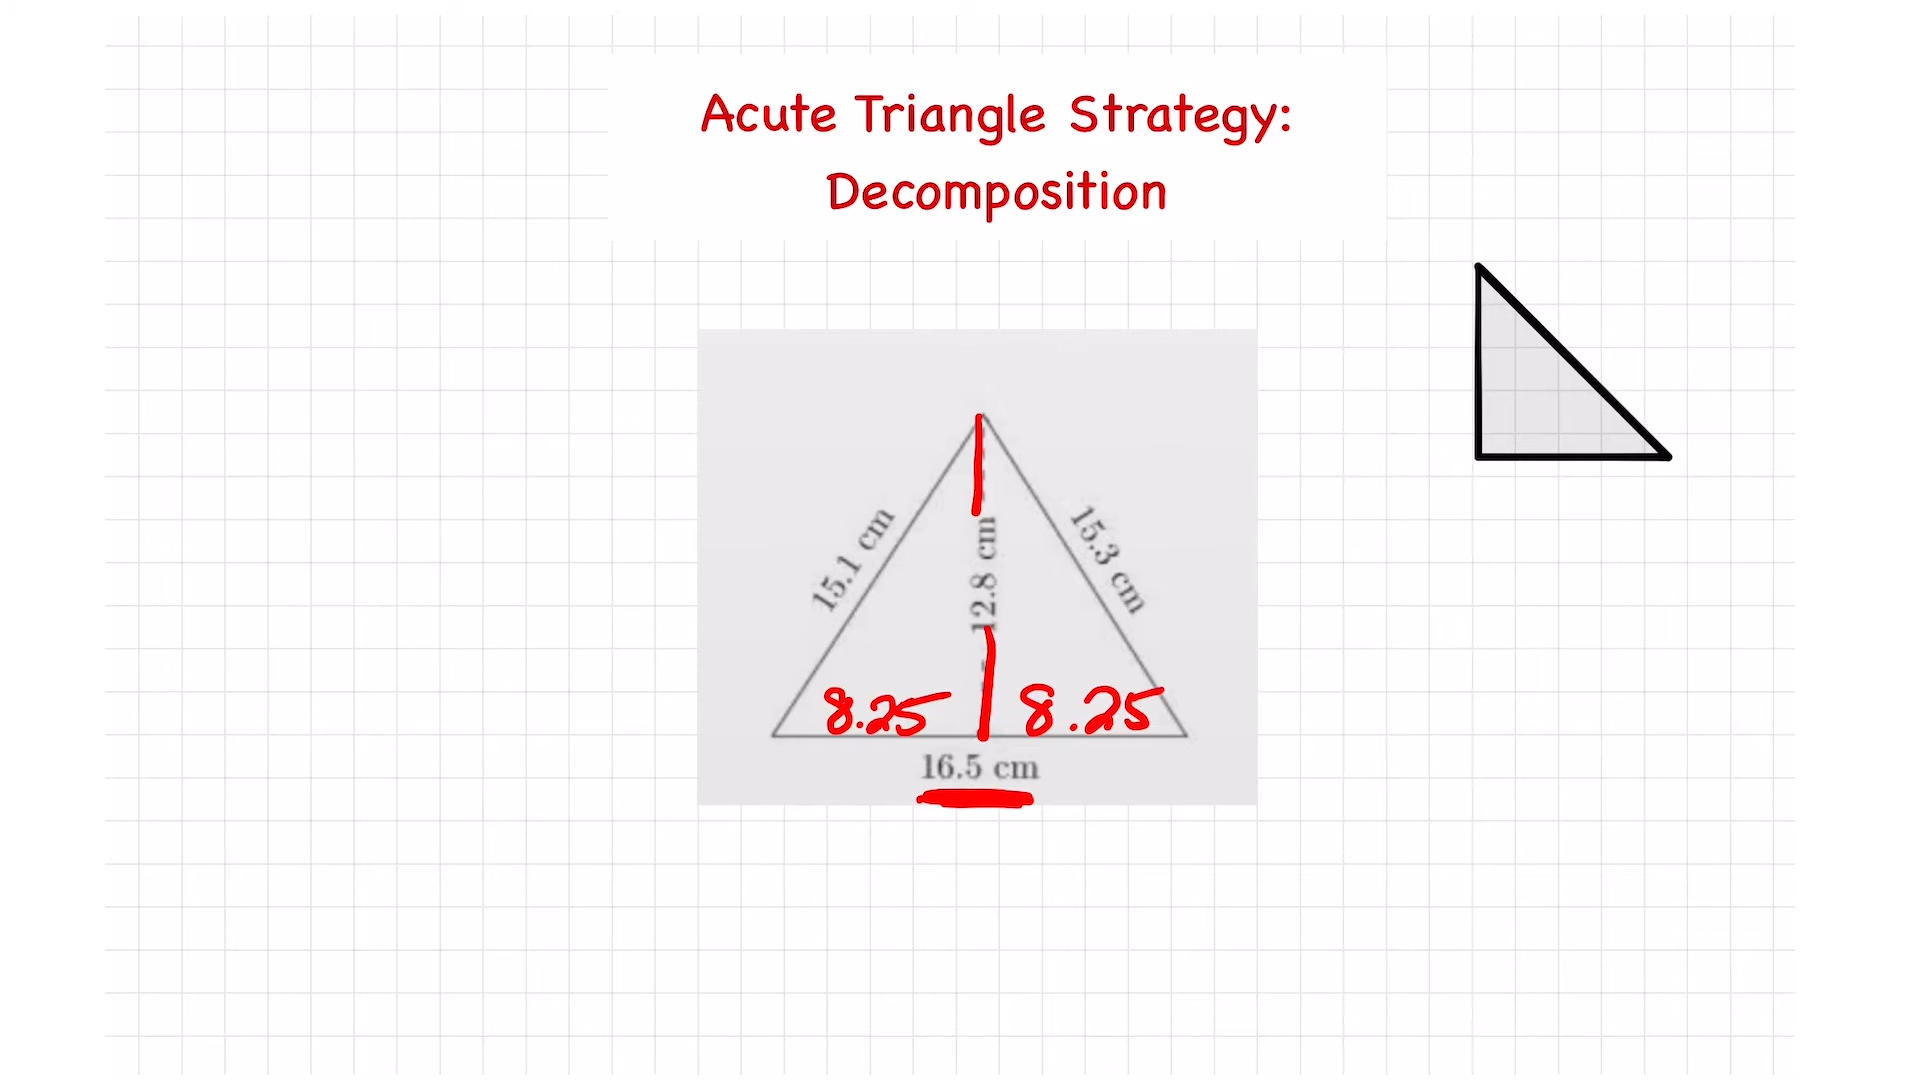 Acute Triangle Strategy:
Decomposition
15.1 cm
12.8 cm
15.3 cm
8.25
8.25
16.5 cm